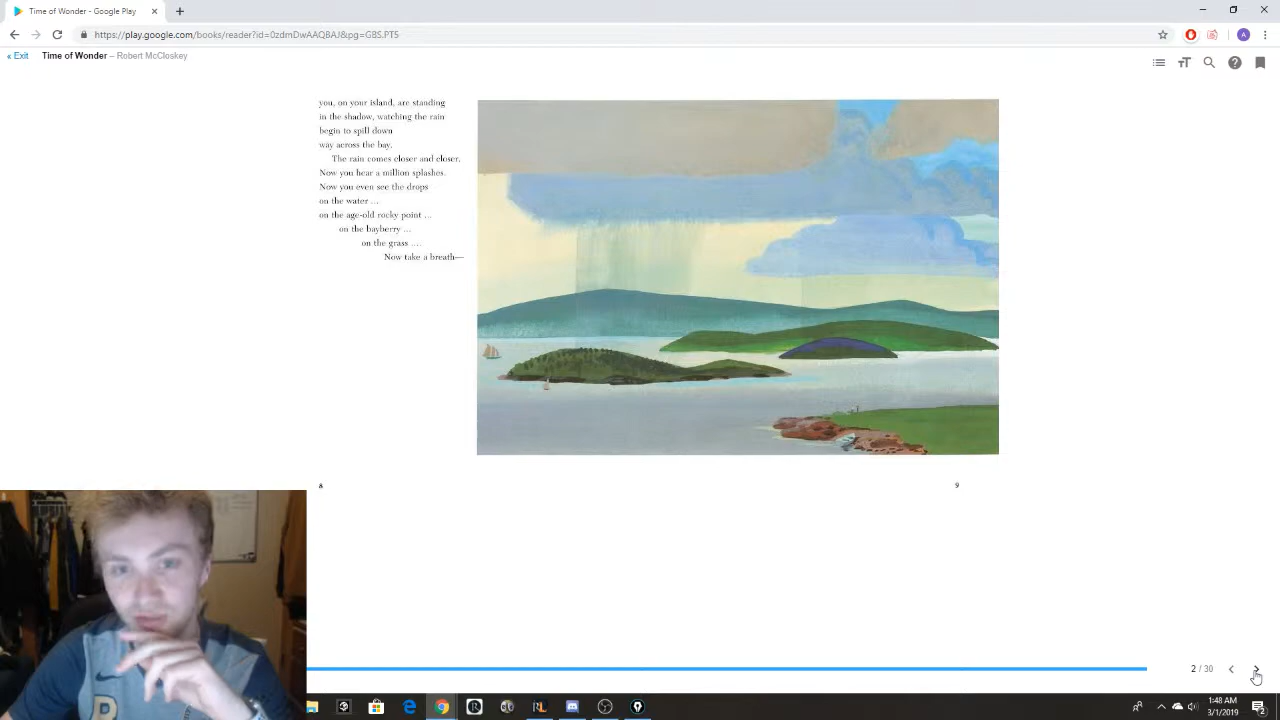 Time of Wonder - Google Play
https://play.google.com/books/reader?id=0zdmDwAAQBAJ&pg=GBS.PT5
A
« Exit
Time of Wonder – Robert McCloskey
you, on your island, are standing
in the shadow, watching the rain
begin to spill down
way across the bay.
The rain comes closer and closer.
Now you hear a million splashes.
Now you even see the drops
on the water ...
on the age-old rocky point ...
on the bayberry ...
on the grass ....
Now take a breath—
8
9
2 / 30
1:48 AM
3/1/2019
2